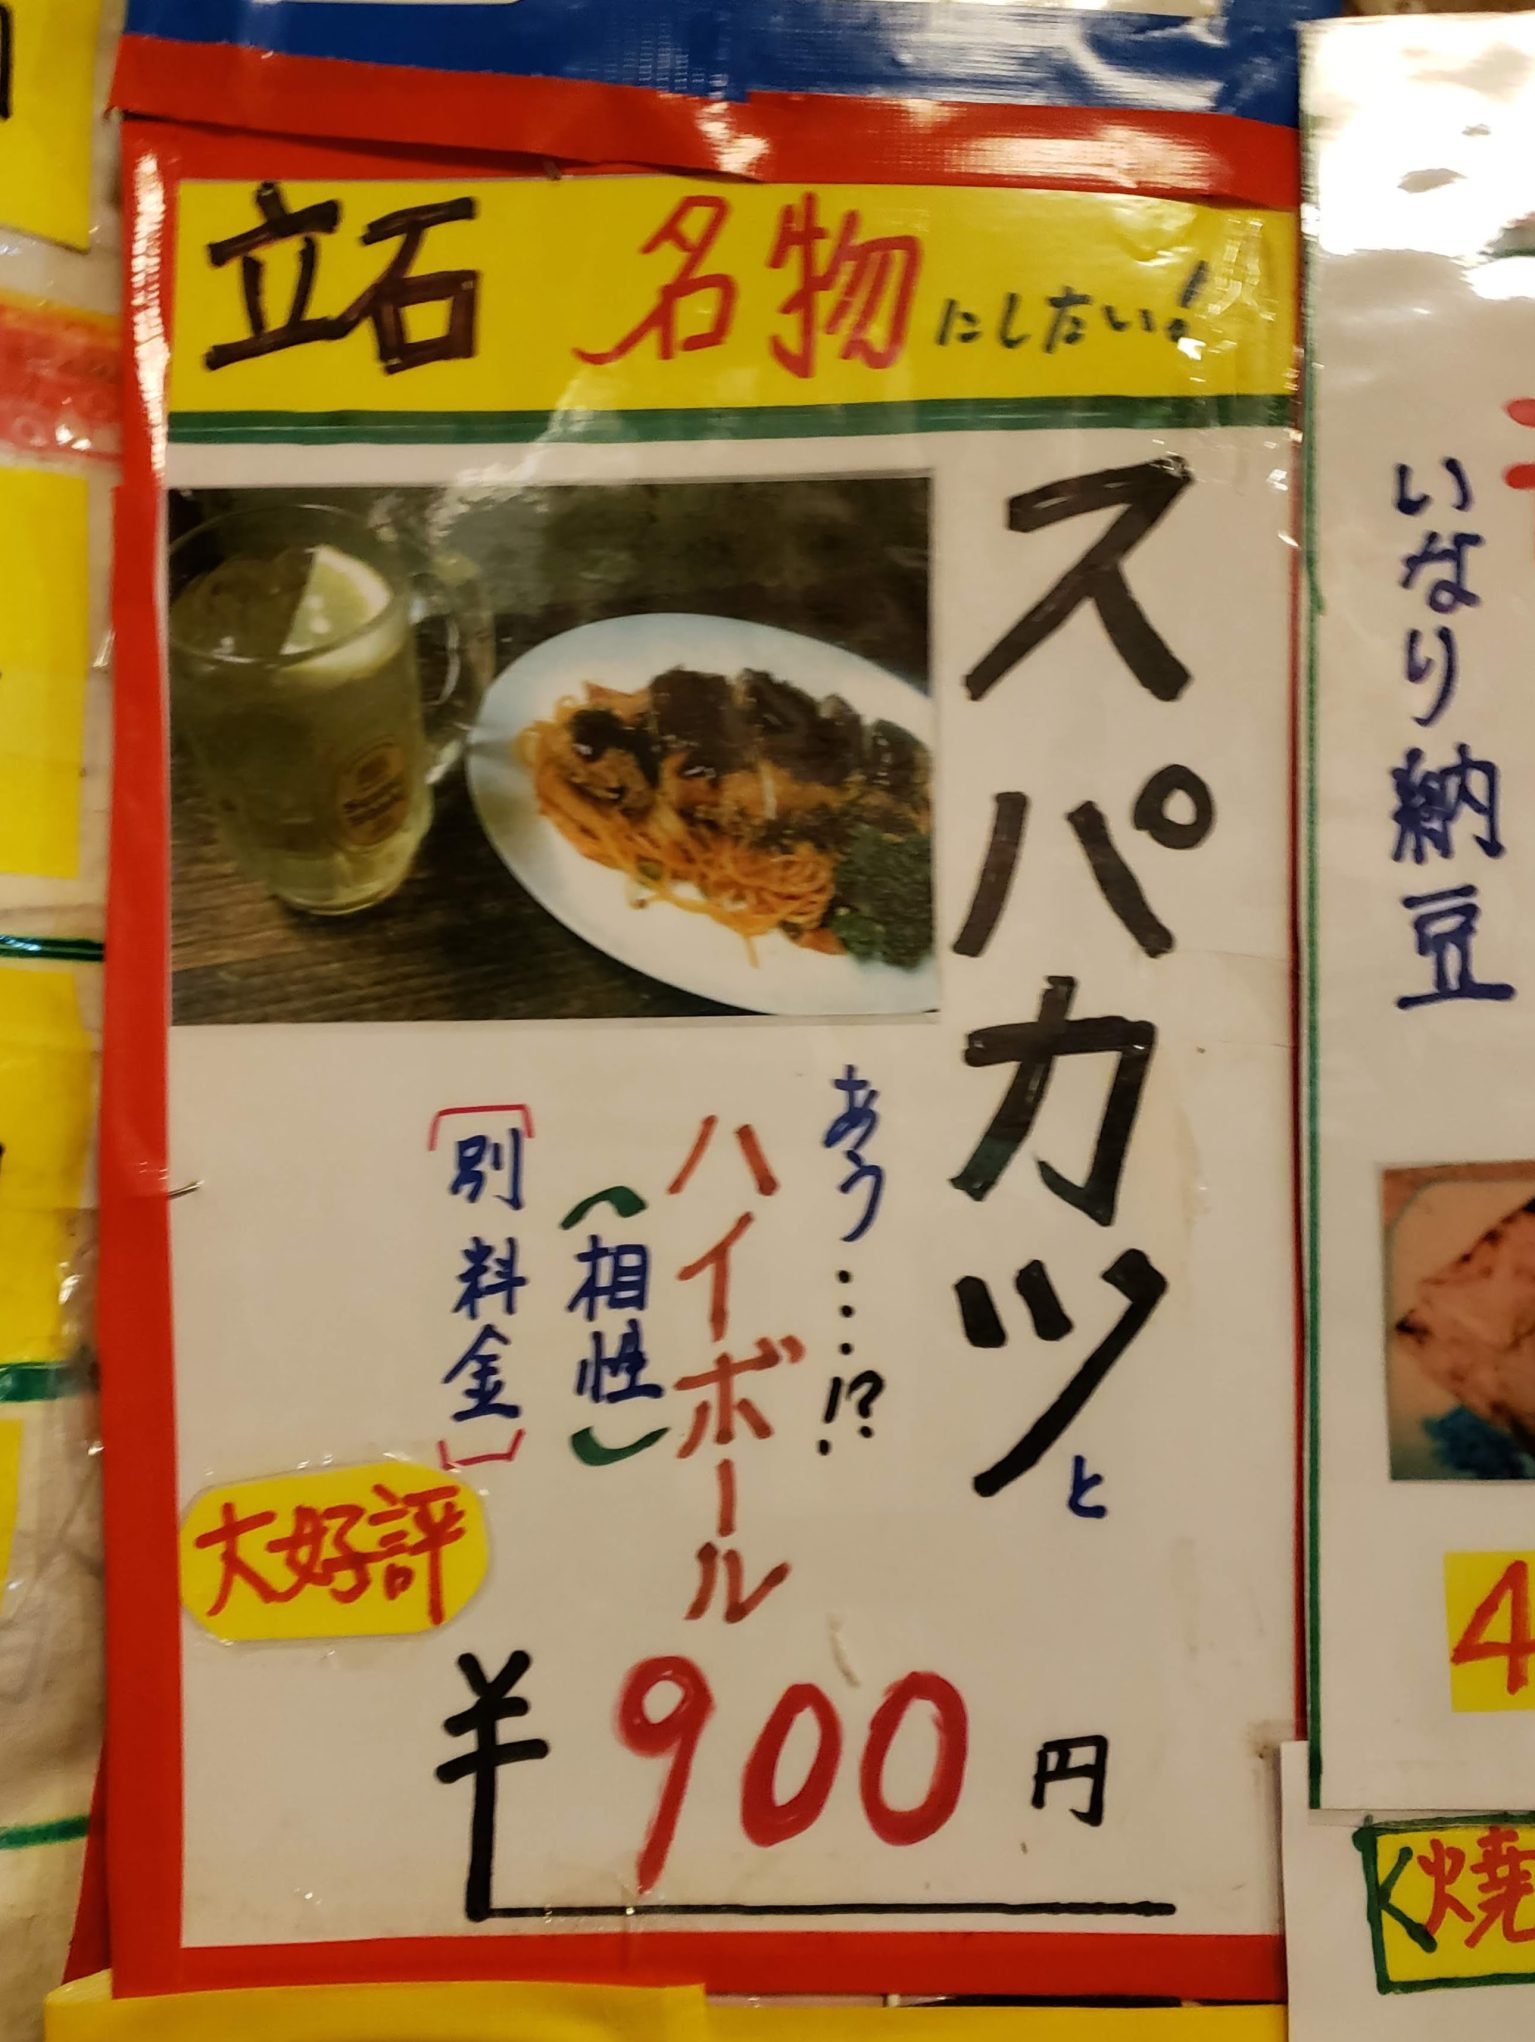 立石 名物にしたい!
スパカツと
あう…!?
ハイボール
(相性)
[別料金]
大好評
¥900円
いなり納豆
4
焼